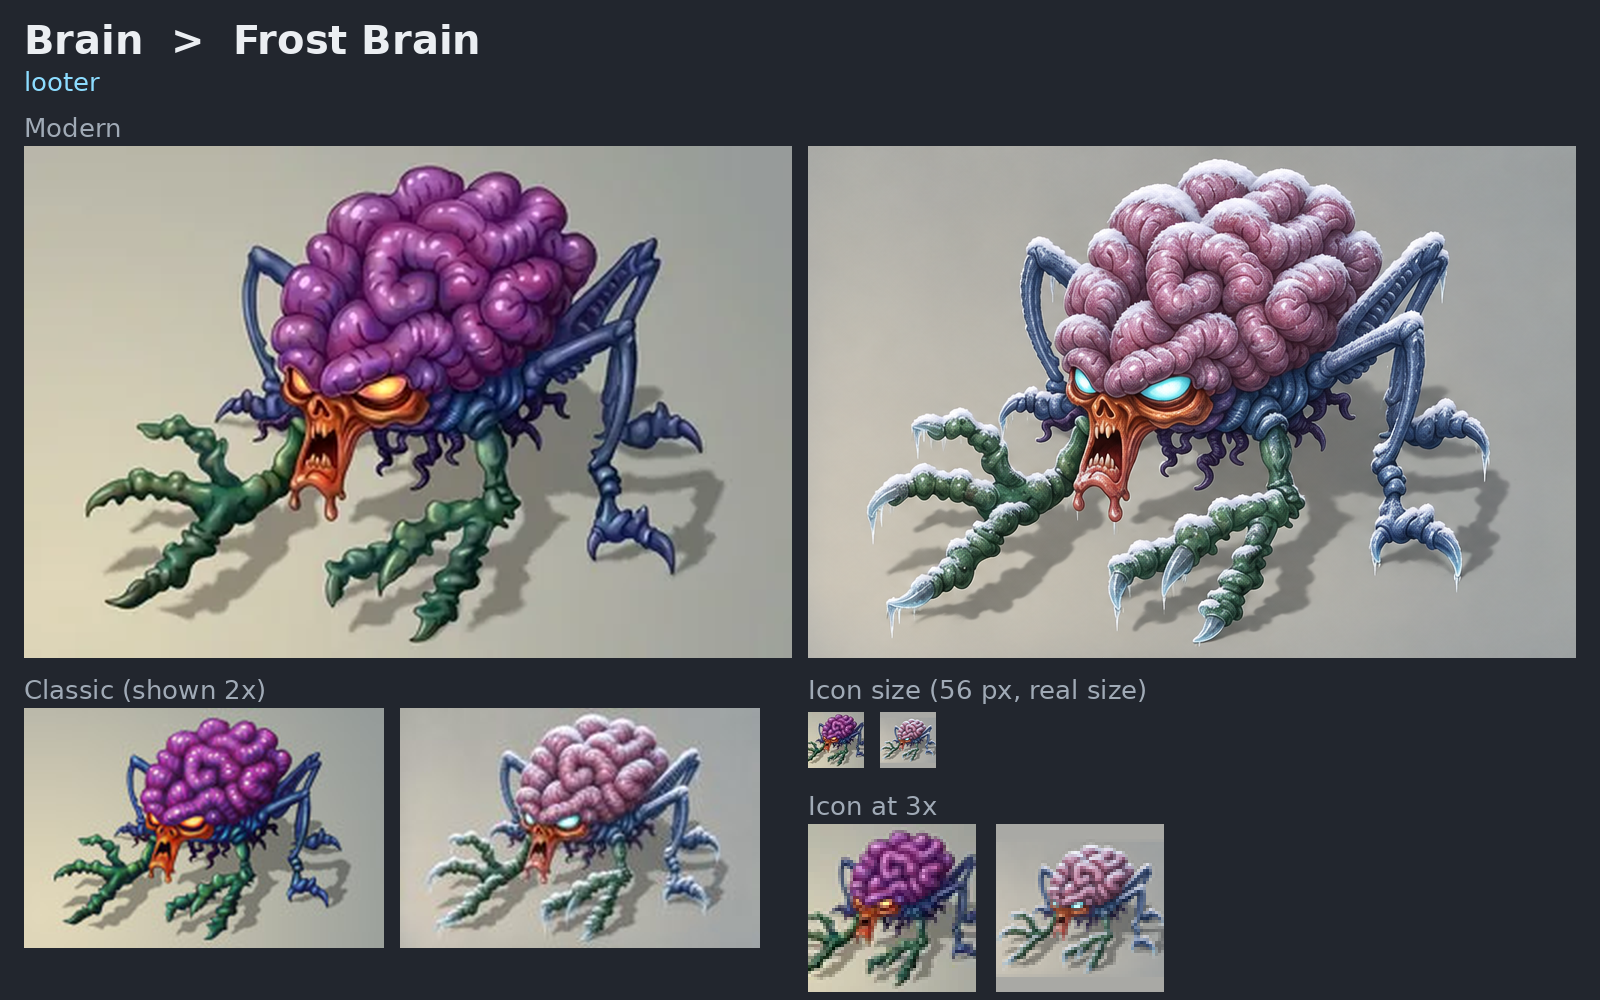 Brain > Frost Brain
looter
Modern
Classic (shown 2x)
Icon size (56 px, real size)
Icon at 3x